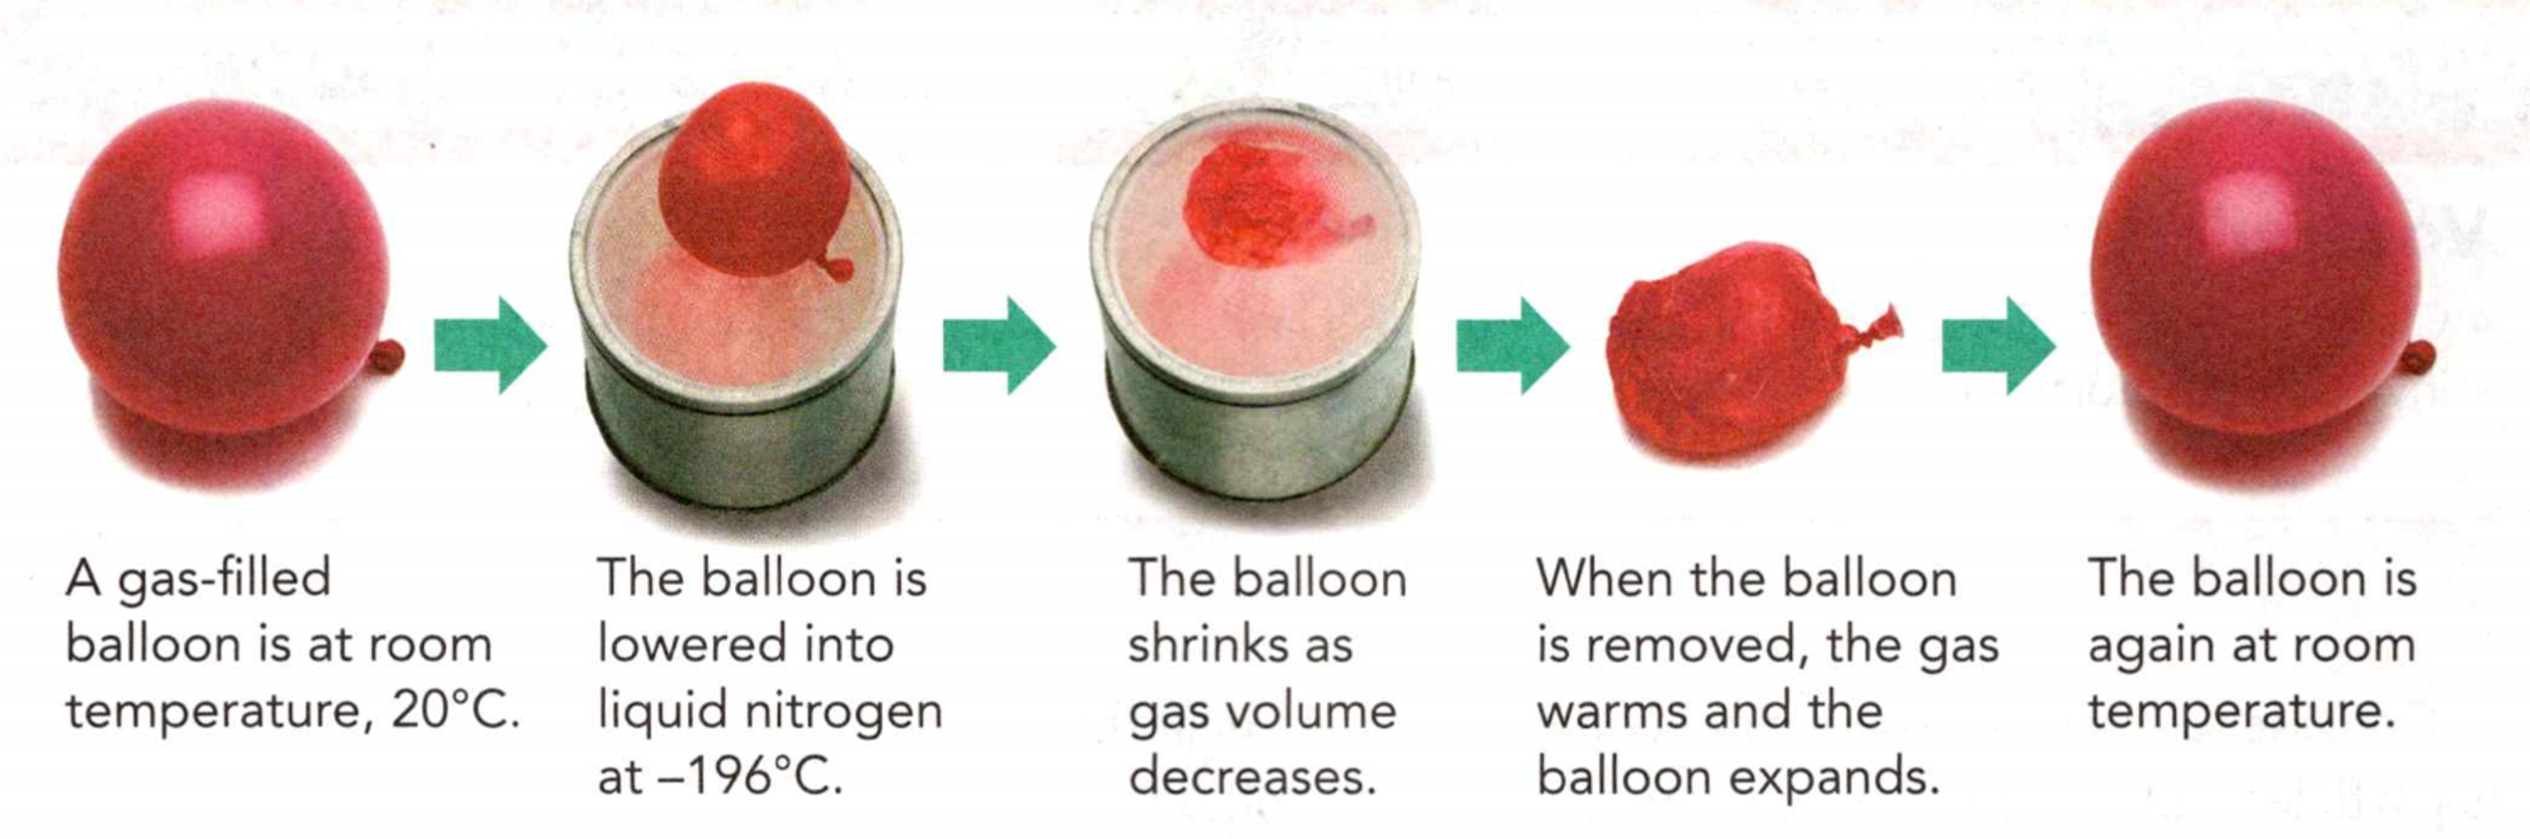 A gas-filled
balloon is at room
temperature, 20°C.
The balloon is
lowered into
liquid nitrogen
at –196°C.
The balloon
shrinks as
gas volume
decreases.
When the balloon
is removed, the gas
warms and the
balloon expands.
The balloon is
again at room
temperature.